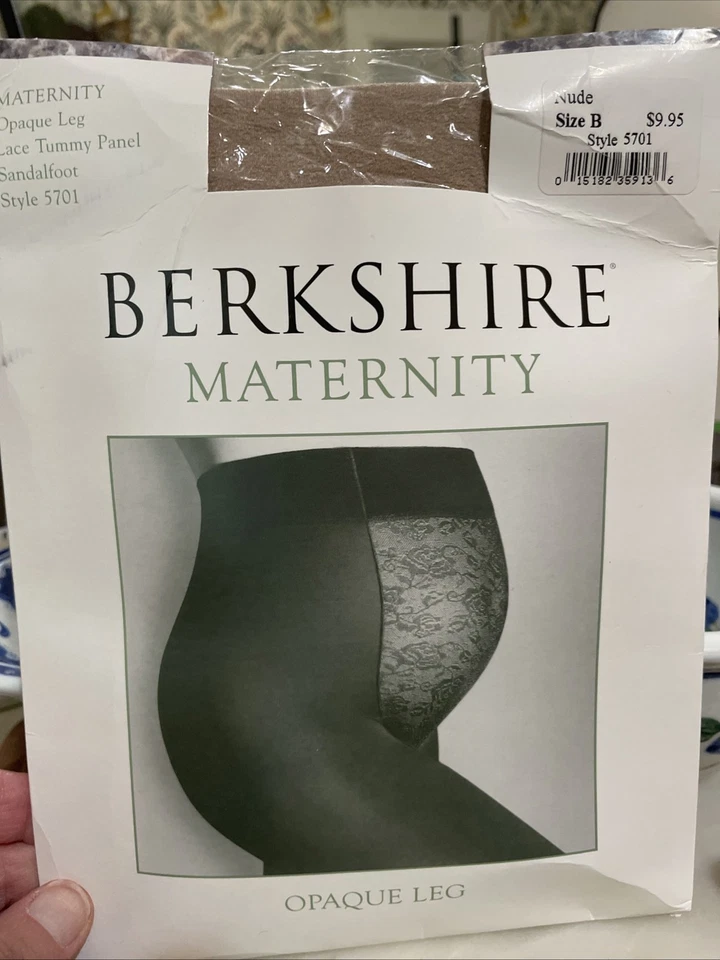 MATERNITY
Opaque Leg
Lace Tummy Panel
Sandalfoot
Style 5701
Nude
Size B $9.95
Style 5701
0 15182 35913 6
BERKSHIRE®
MATERNITY
OPAQUE LEG